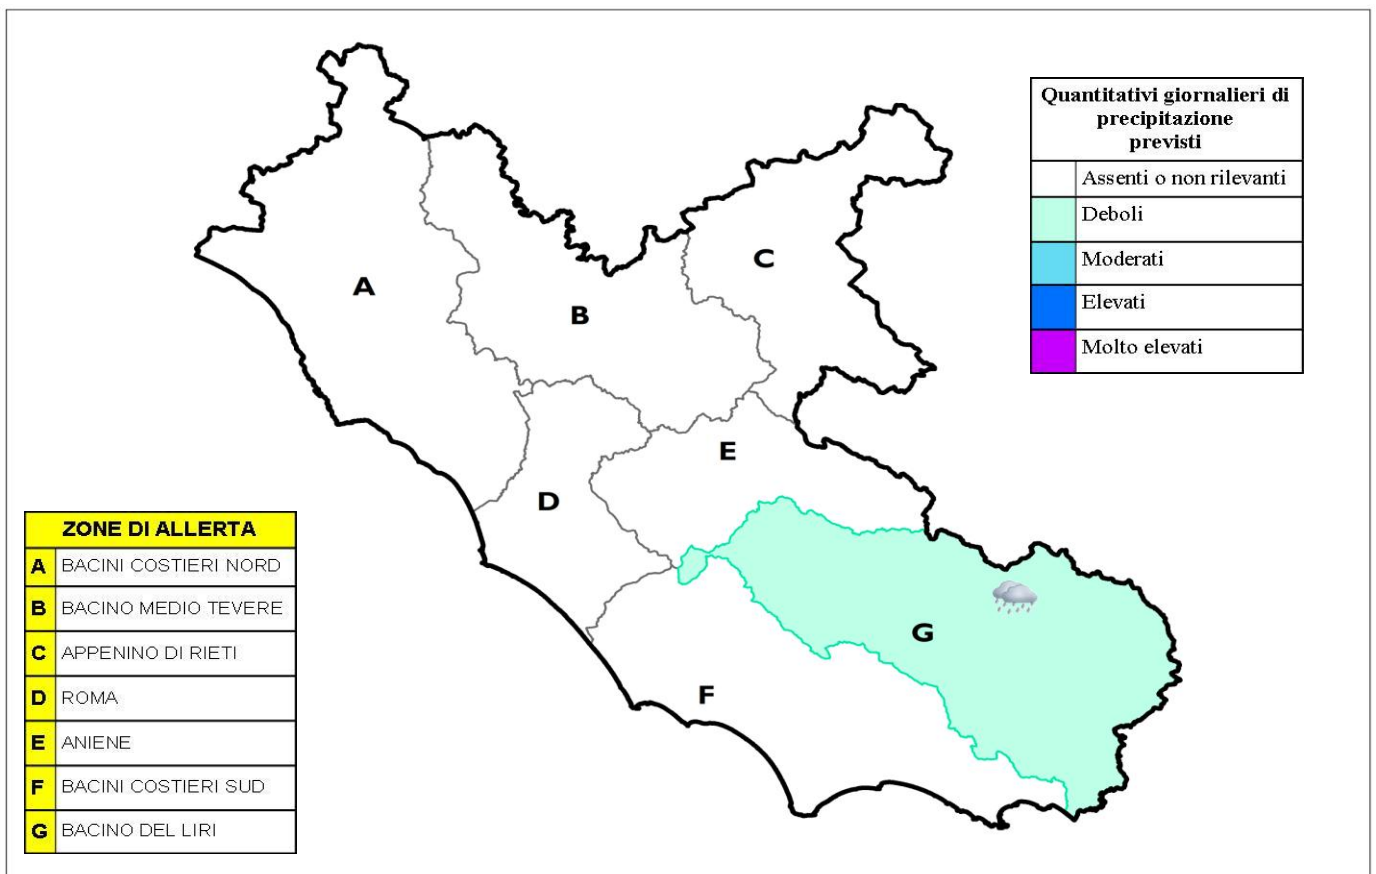 Quantitativi giornalieri di
precipitazione
previsti
Assenti o non rilevanti
Deboli
Moderati
Elevati
Molto elevati
A
B
C
D
E
F
G
ZONE DI ALLERTA
A BACINI COSTIERI NORD
B BACINO MEDIO TEVERE
C APPENINO DI RIETI
D ROMA
E ANIENE
F BACINI COSTIERI SUD
G BACINO DEL LIRI